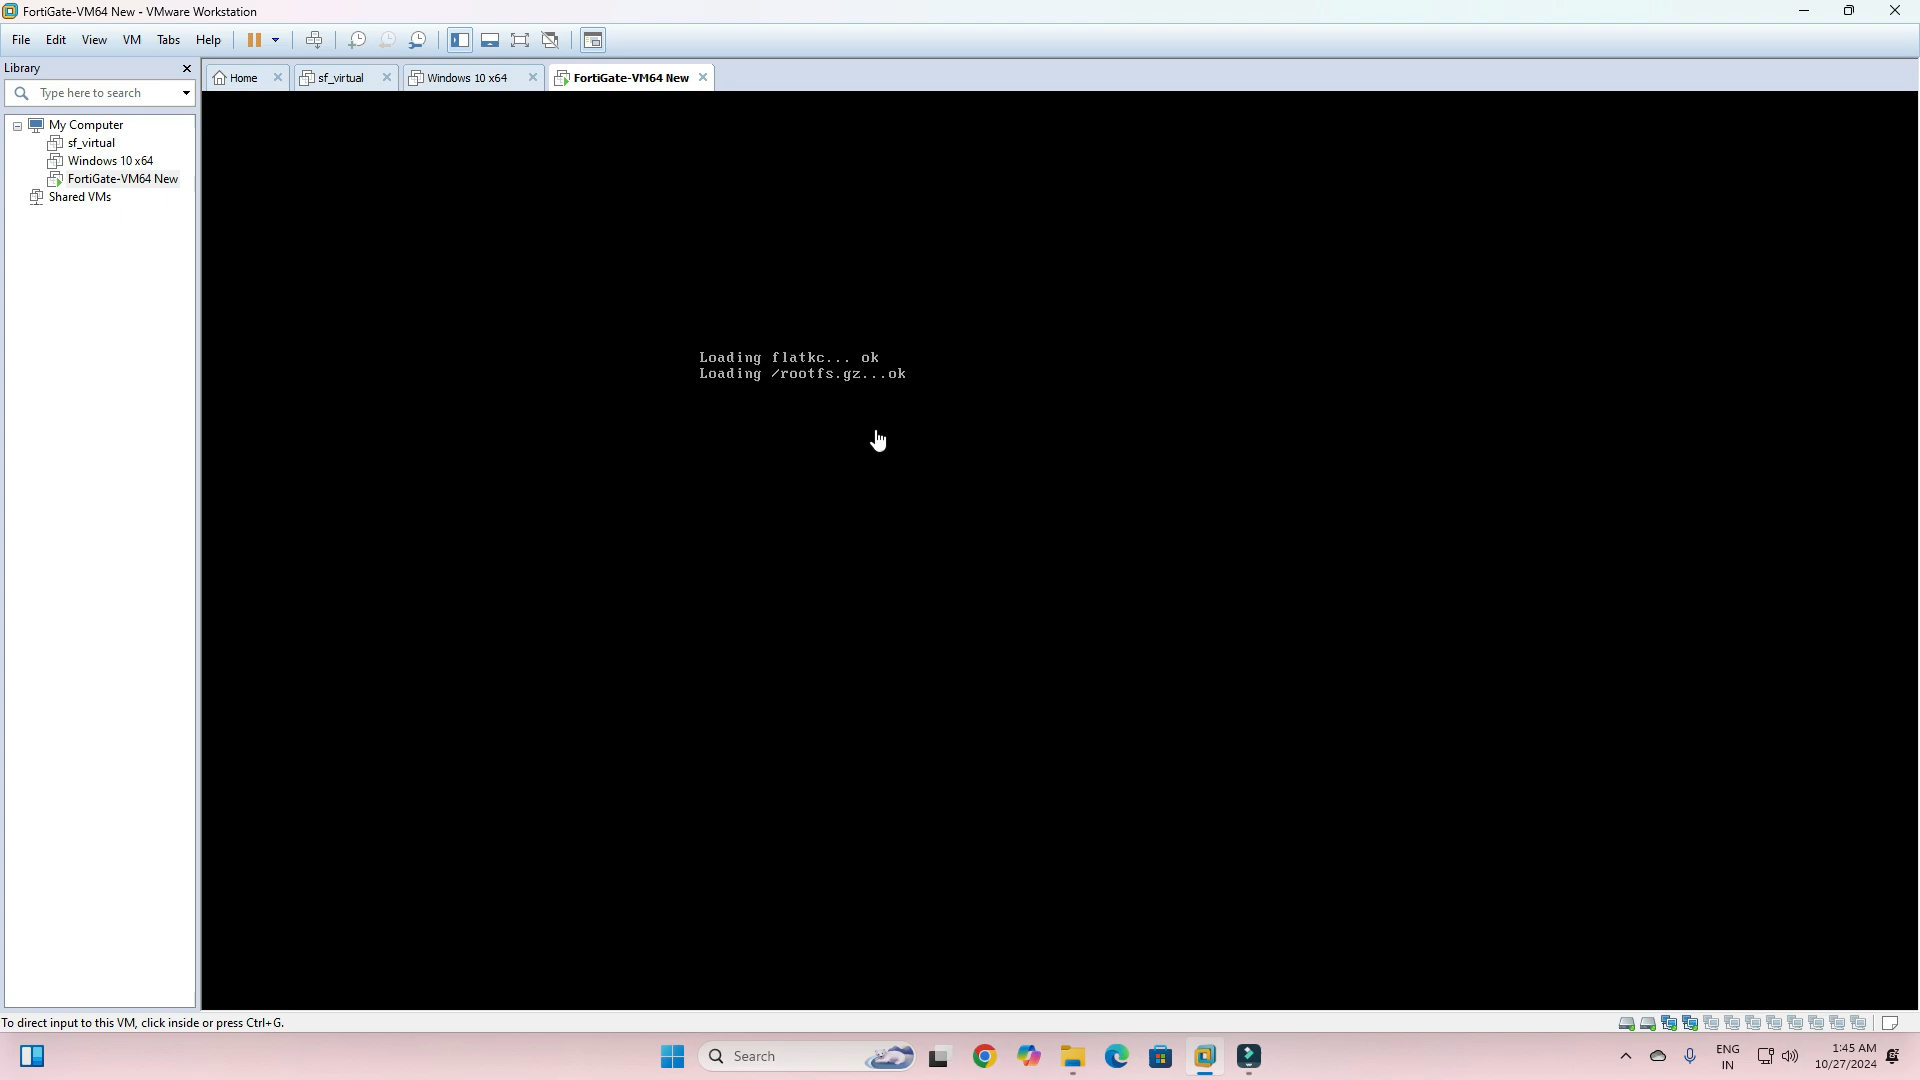 FortiGate-VM64 New - VMware Workstation
File Edit View VM Tabs Help
Library
Type here to search
My Computer
sf_virtual
Windows 10 x64
FortiGate-VM64 New
Shared VMs
Home sf_virtual Windows 10 x64 FortiGate-VM64 New
Loading flatkc... ok
Loading /rootfs.gz...ok
To direct input to this VM, click inside or press Ctrl+G.
Search
ENG
IN
1:45 AM
10/27/2024